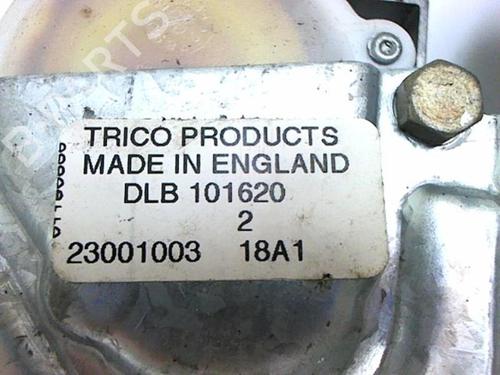 TRICO PRODUCTS
MADE IN ENGLAND
DLB 101620
2
23001003 18A1